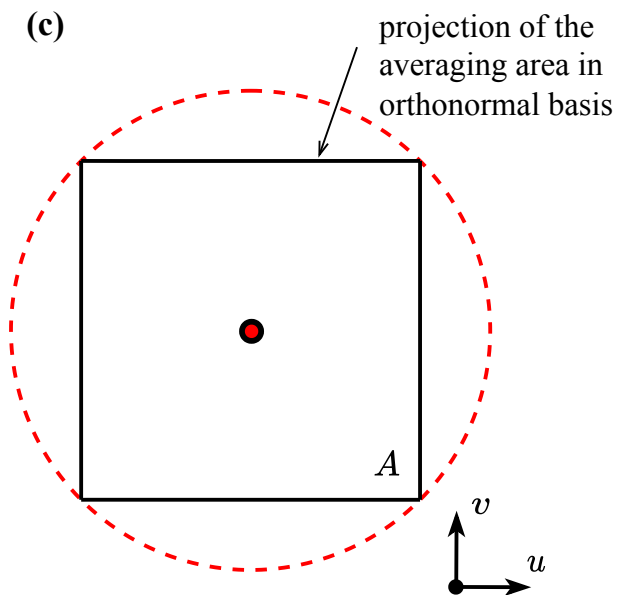 (c)
projection of the
averaging area in
orthonormal basis
A
v
u